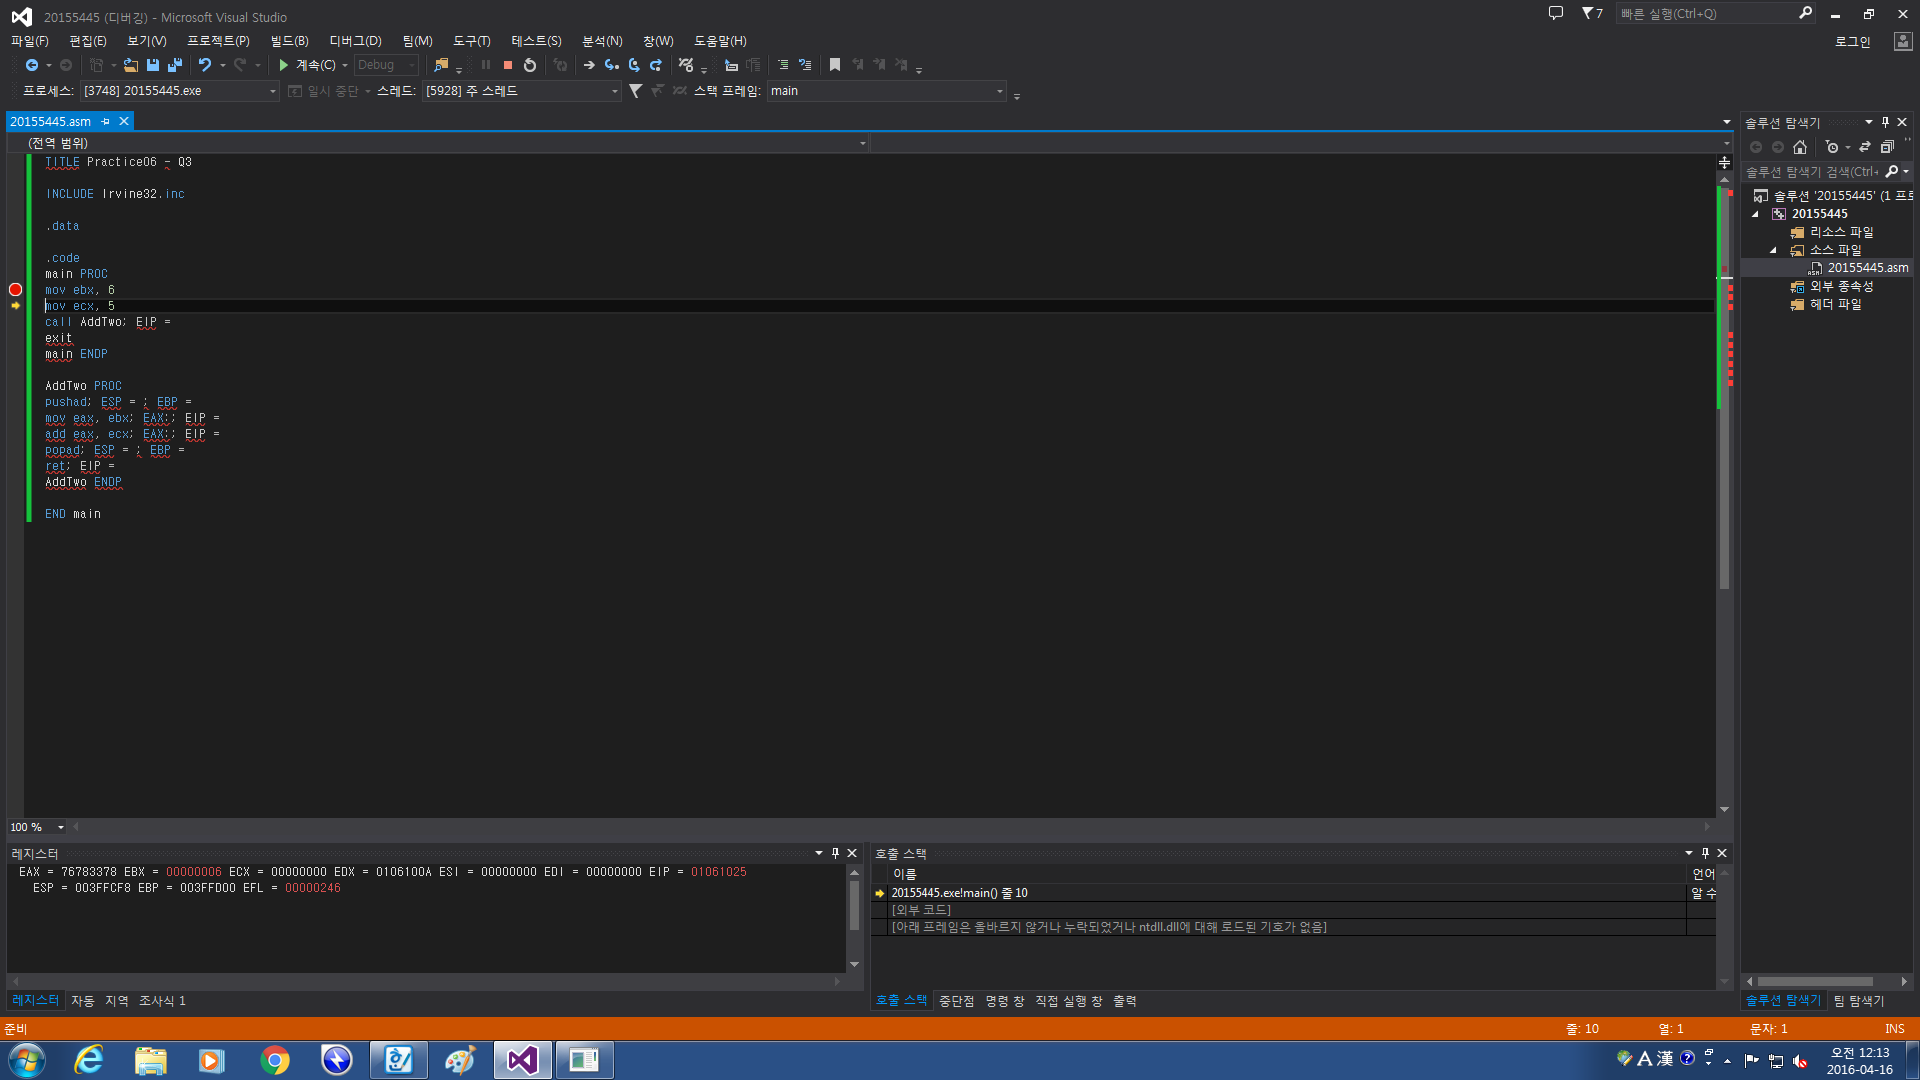 20155445 (디버깅) - Microsoft Visual Studio
7
빠른 실행(Ctrl+Q)
파일(F) 편집(E) 보기(V) 프로젝트(P) 빌드(B) 디버그(D) 팀(M) 도구(T) 테스트(S) 분석(N) 창(W) 도움말(H)
로그인
계속(C) Debug
프로세스: [3748] 20155445.exe 일시 중단 스레드: [5928] 주 스레드 스택 프레임: main
20155445.asm
(전역 범위)
TITLE Practice06 - Q3
INCLUDE Irvine32.inc
.data
.code
main PROC
mov ebx, 6
mov ecx, 5
call AddTwo; EIP =
exit
main ENDP
AddTwo PROC
pushad; ESP = ; EBP =
mov eax, ebx; EAX:; EIP =
add eax, ecx; EAX:; EIP =
popad; ESP = ; EBP =
ret; EIP =
AddTwo ENDP
END main
100 %
솔루션 탐색기
솔루션 탐색기 검색(Ctrl+
솔루션 '20155445' (1 프로
20155445
리소스 파일
소스 파일
20155445.asm
외부 종속성
헤더 파일
솔루션 탐색기 팀 탐색기
레지스터
EAX = 76783378 EBX = 00000006 ECX = 00000000 EDX = 0106100A ESI = 00000000 EDI = 00000000 EIP = 01061025
ESP = 003FFCF8 EBP = 003FFD00 EFL = 00000246
레지스터 자동 지역 조사식 1
호출 스택
이름 언어
20155445.exe!main() 줄 10 알 수
[외부 코드]
[아래 프레임은 올바르지 않거나 누락되었거나 ntdll.dll에 대해 로드된 기호가 없음]
호출 스택 중단점 명령 창 직접 실행 창 출력
준비 줄: 10 열: 1 문자: 1 INS
A 漢
오전 12:13
2016-04-16